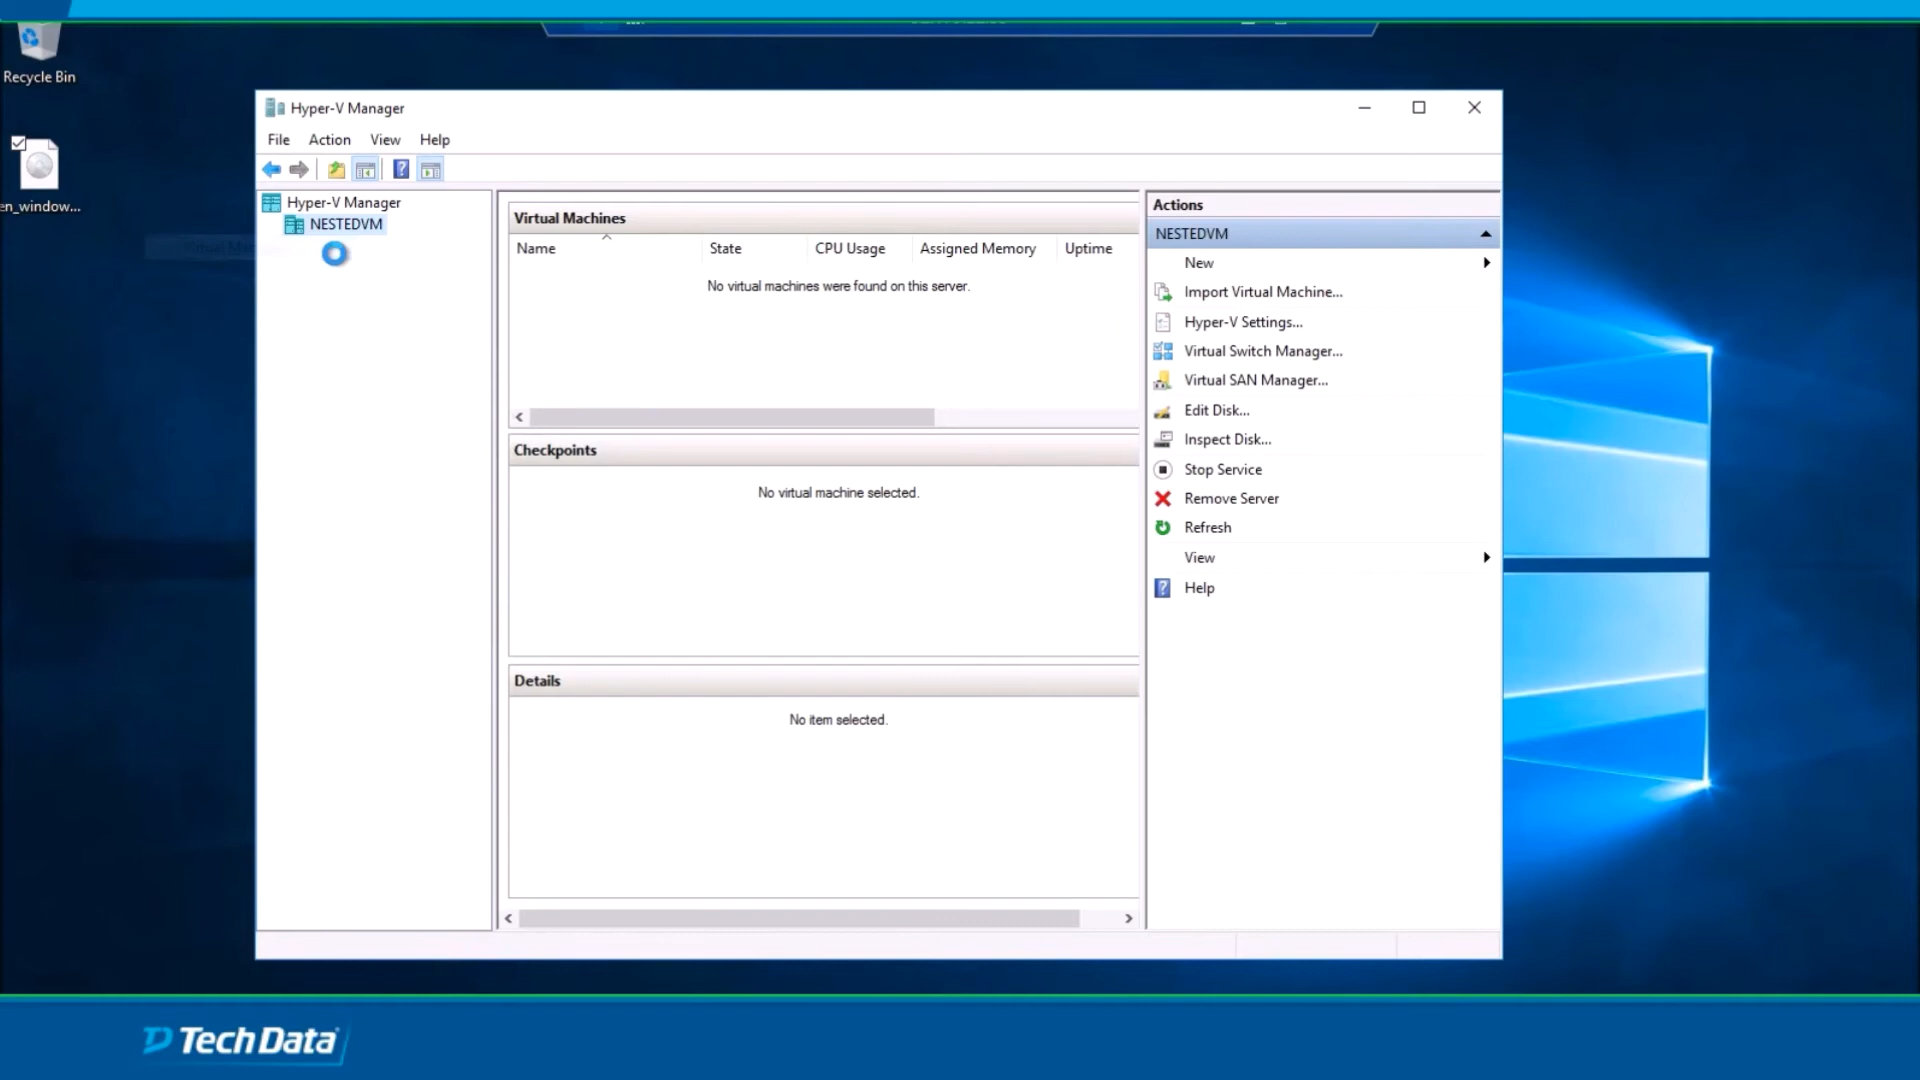 Recycle Bin
en_window...
Hyper-V Manager
File Action View Help
Hyper-V Manager
NESTEDVM
Virtual Machines
Name State CPU Usage Assigned Memory Uptime
No virtual machines were found on this server.
Checkpoints
No virtual machine selected.
Details
No item selected.
Actions
NESTEDVM
New
Import Virtual Machine...
Hyper-V Settings...
Virtual Switch Manager...
Virtual SAN Manager...
Edit Disk...
Inspect Disk...
Stop Service
Remove Server
Refresh
View
Help
Tech Data